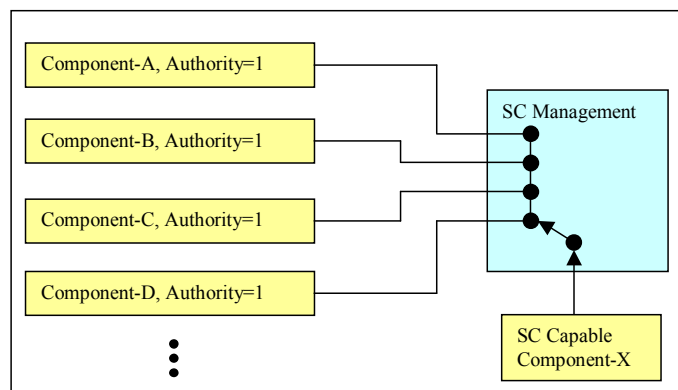 Component-A, Authority=1
SC Management
Component-B, Authority=1
Component-C, Authority=1
Component-D, Authority=1
SC Capable
Component-X